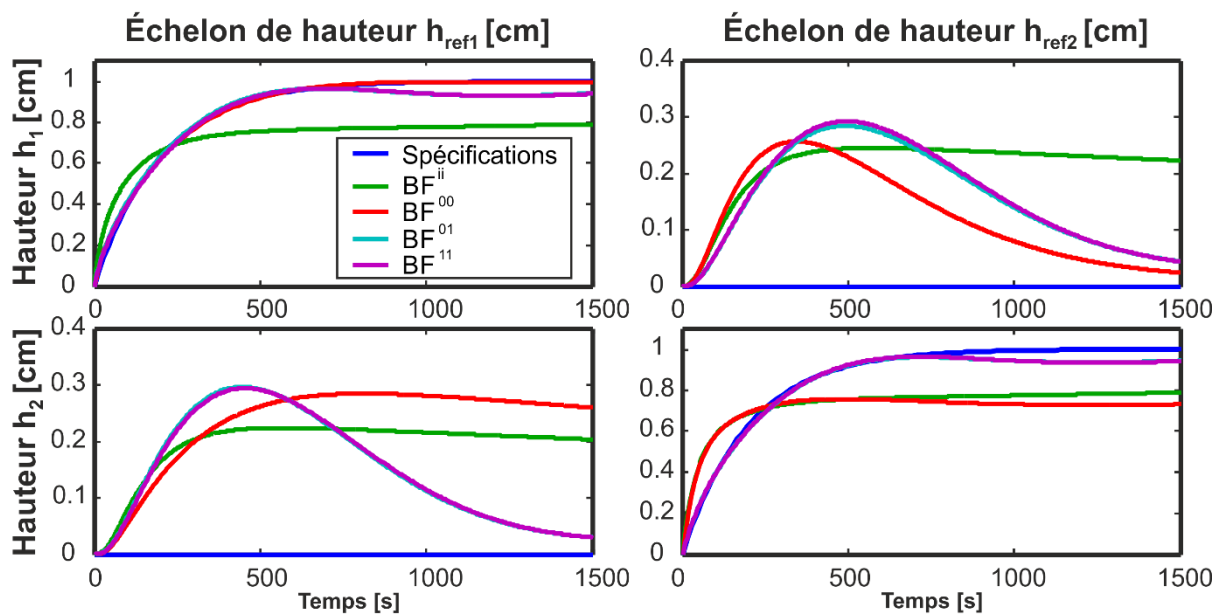 Échelon de hauteur h_ref1 [cm]
Échelon de hauteur h_ref2 [cm]
Hauteur h_1 [cm]
1
0.8
0.6
0.4
0.2
0
0 500 1000 1500
Spécifications
BF^ii
BF^00
BF^01
BF^11
0.4
0.3
0.2
0.1
0
0 500 1000 1500
Hauteur h_2 [cm]
0.4
0.3
0.2
0.1
0
0 500 1000 1500
Temps [s]
1
0.8
0.6
0.4
0.2
0
0 500 1000 1500
Temps [s]